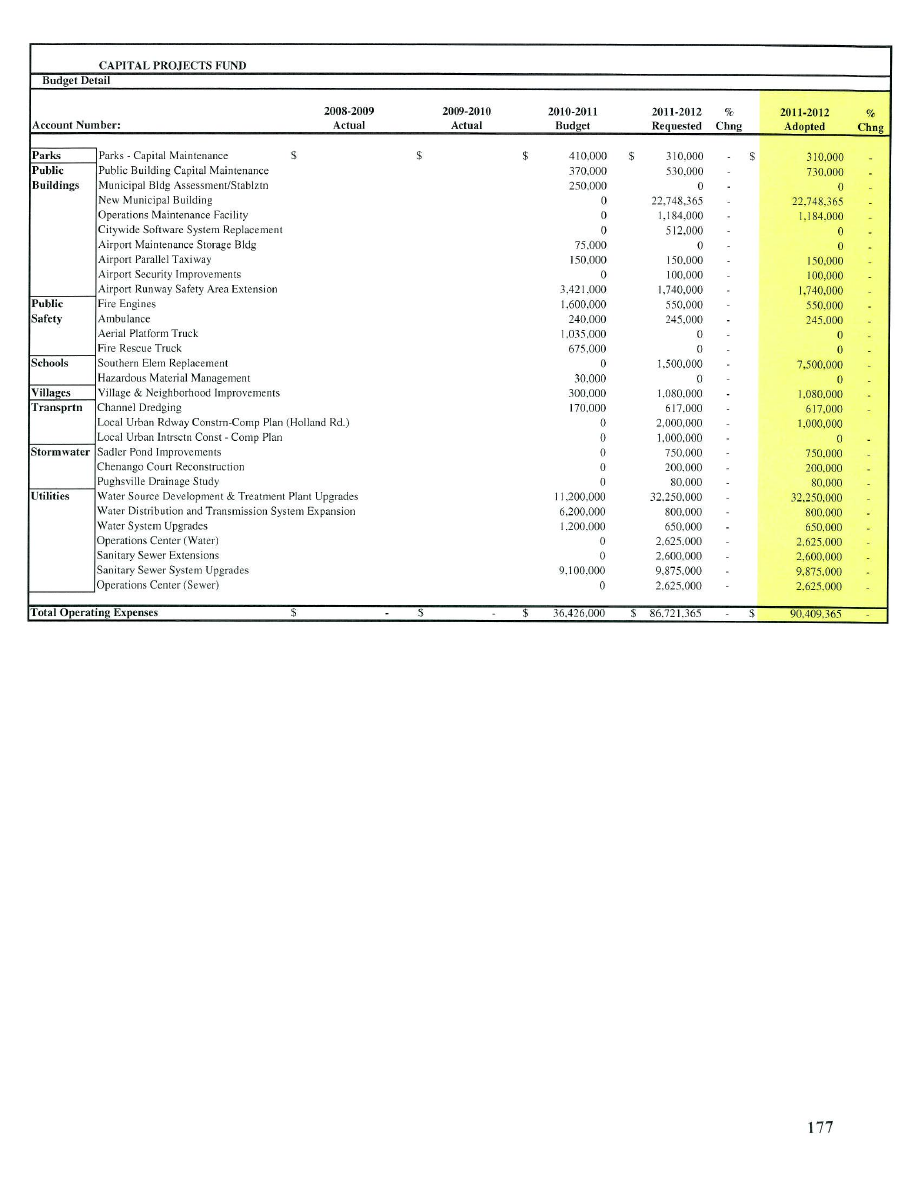 CAPITAL PROJECTS FUND
Budget Detail
2008-2009 2009-2010 2010-2011 2011-2012 % 2011-2012 %
Account Number: Actual Actual Budget Requested Chng Adopted Chng
Parks Parks - Capital Maintenance $ $ $ 410,000 $ 310,000 - $ 310,000 -
Public Public Building Capital Maintenance 370,000 530,000 - 730,000 -
Buildings Municipal Bldg Assessment/Stablztn 250,000 0 - 0 -
New Municipal Building 0 22,748,365 - 22,748,365 -
Operations Maintenance Facility 0 1,184,000 - 1,184,000 -
Citywide Software System Replacement 0 512,000 - 0 -
Airport Maintenance Storage Bldg 75,000 0 - 0 -
Airport Parallel Taxiway 150,000 150,000 - 150,000 -
Airport Security Improvements 0 100,000 - 100,000 -
Airport Runway Safety Area Extension 3,421,000 1,740,000 - 1,740,000 -
Public Fire Engines 1,600,000 550,000 - 550,000 -
Safety Ambulance 240,000 245,000 - 245,000 -
Aerial Platform Truck 1,035,000 0 - 0 -
Fire Rescue Truck 675,000 0 - 0 -
Schools Southern Elem Replacement 0 1,500,000 - 7,500,000 -
Hazardous Material Management 30,000 0 - 0 -
Villages Village & Neighborhood Improvements 300,000 1,080,000 - 1,080,000 -
Transprtn Channel Dredging 170,000 617,000 - 617,000 -
Local Urban Rdway Constrn-Comp Plan (Holland Rd.) 0 2,000,000 - 1,000,000
Local Urban Intrsctn Const - Comp Plan 0 1,000,000 - 0 -
Stormwater Sadler Pond Improvements 0 750,000 - 750,000 -
Chenango Court Reconstruction 0 200,000 - 200,000 -
Pughsville Drainage Study 0 80,000 - 80,000 -
Utilities Water Source Development & Treatment Plant Upgrades 11,200,000 32,250,000 - 32,250,000 -
Water Distribution and Transmission System Expansion 6,200,000 800,000 - 800,000 -
Water System Upgrades 1,200,000 650,000 - 650,000 -
Operations Center (Water) 0 2,625,000 - 2,625,000 -
Sanitary Sewer Extensions 0 2,600,000 - 2,600,000 -
Sanitary Sewer System Upgrades 9,100,000 9,875,000 - 9,875,000 -
Operations Center (Sewer) 0 2,625,000 - 2,625,000 -
Total Operating Expenses $ - $ - $ 36,426,000 $ 86,721,365 - $ 90,409,365 -
177